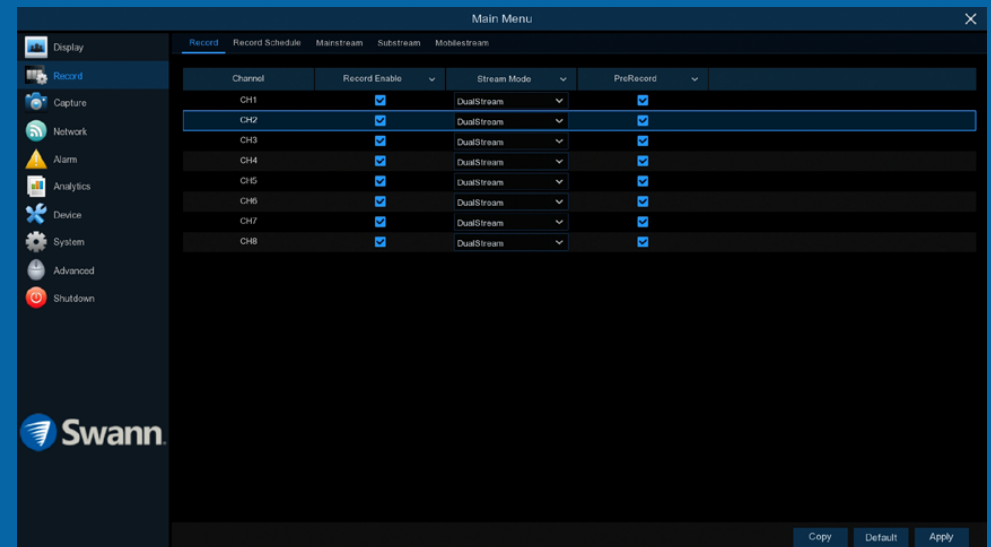 Main Menu
Display
Record
Capture
Network
Alarm
Analytics
Device
System
Advanced
Shutdown
Swann
Record Record Schedule Mainstream Substream Mobilestream
Channel Record Enable Stream Mode PreRecord
CH1 DualStream
CH2 DualStream
CH3 DualStream
CH4 DualStream
CH5 DualStream
CH6 DualStream
CH7 DualStream
CH8 DualStream
Copy Default Apply